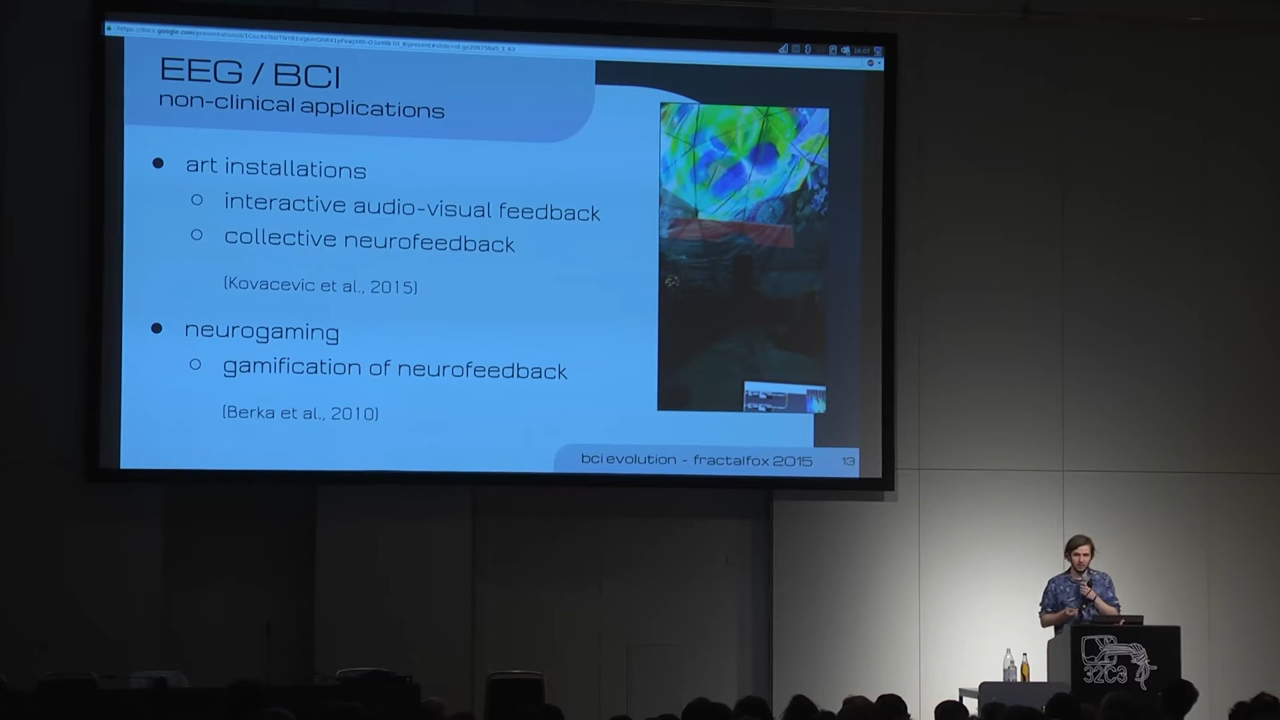 EEG / BCI
non-clinical applications
● art installations
○ interactive audio-visual feedback
○ collective neurofeedback
(Kovacevic et al., 2015)
● neurogaming
○ gamification of neurofeedback
(Berka et al., 2010)
bci evolution - fractalfox 2015 13
32C3